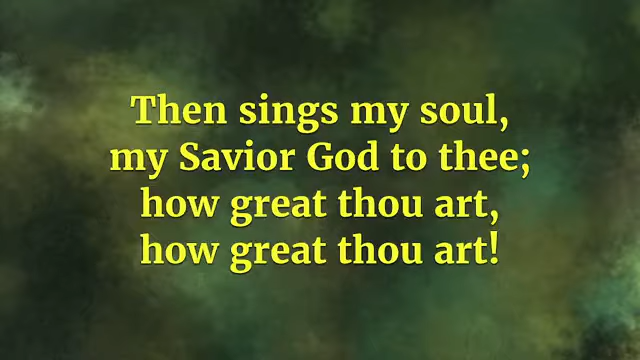 Then sings my soul,
my Savior God to thee;
how great thou art,
how great thou art!